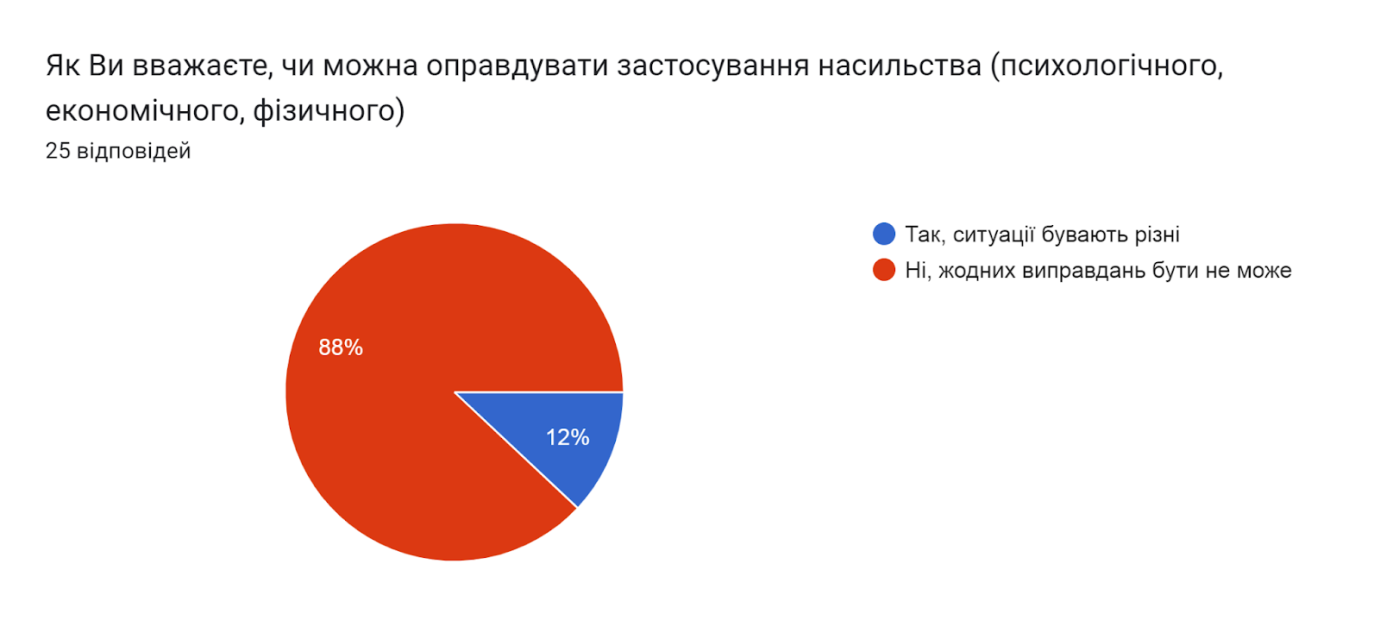 Як Ви вважаєте, чи можна оправдувати застосування насильства (психологічного,
економічного, фізичного)
25 відповідей
Так, ситуації бувають різні
Ні, жодних виправдань бути не може
88%
12%